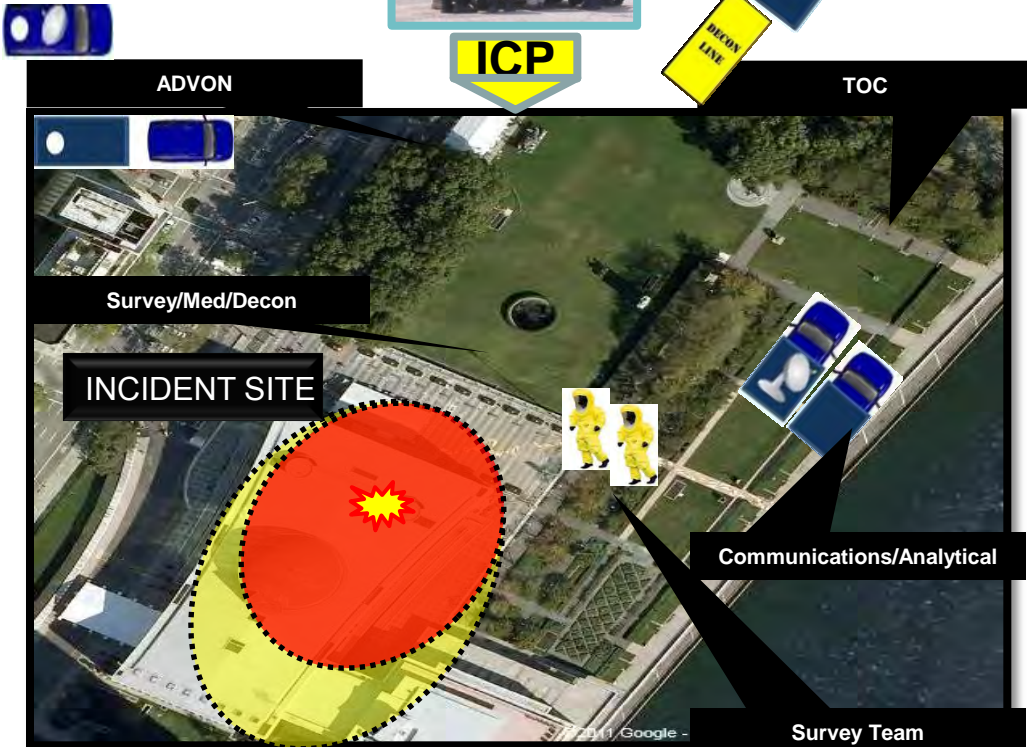 DECON
LINE
ICP
ADVON
TOC
Survey/Med/Decon
INCIDENT SITE
Communications/Analytical
2011 Google -
Survey Team